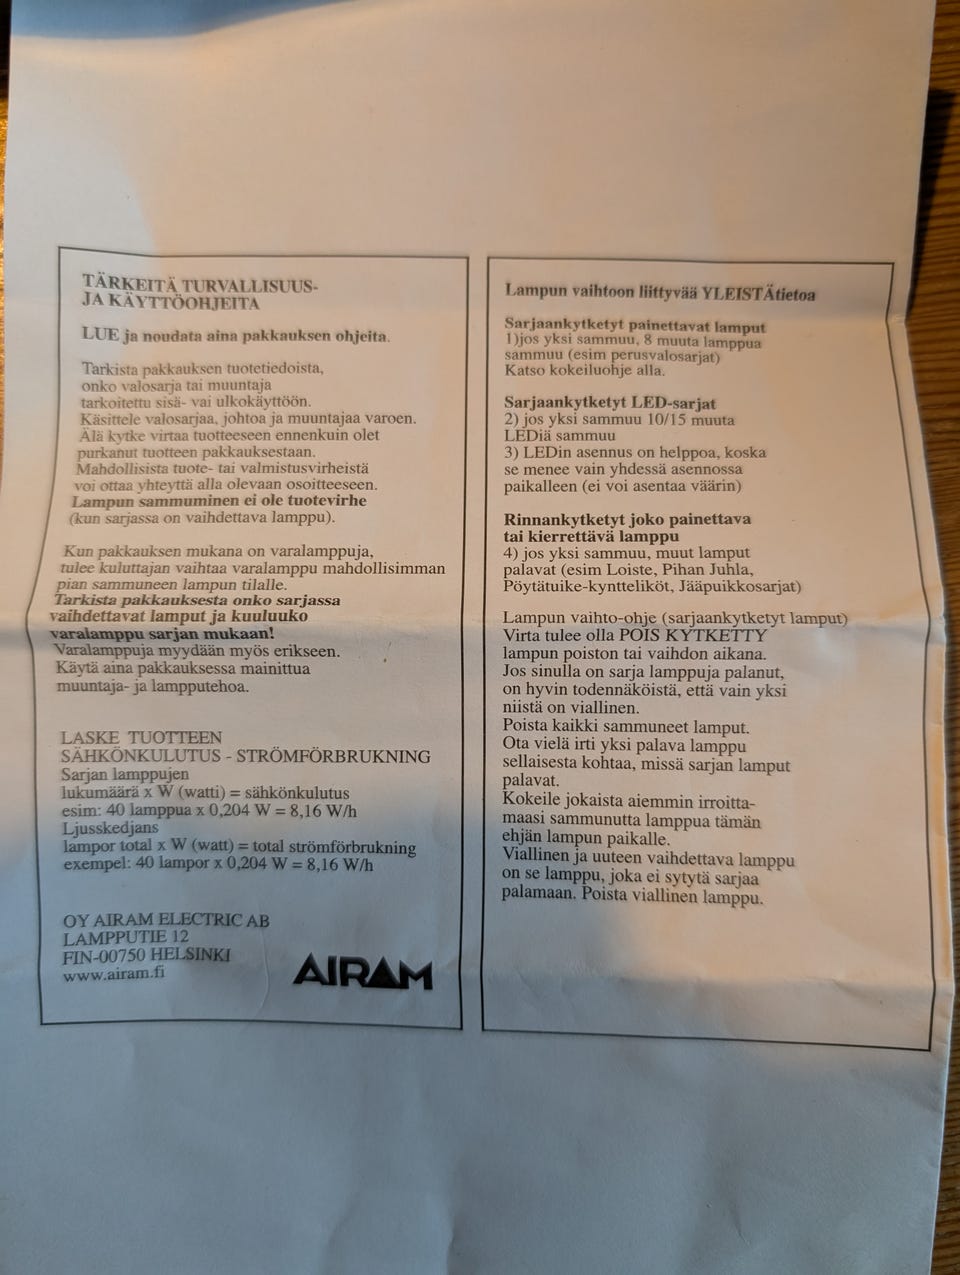 TÄRKEITÄ TURVALLISUUS-
JA KÄYTTÖOHJEITA
LUE ja noudata aina pakkauksen ohjeita.
Tarkista pakkauksen tuotetiedoista,
onko valosarja tai muuntaja
tarkoitettu sisä- vai ulkokäyttöön.
Käsittele valosarjaa, johtoa ja muuntajaa varoen.
Älä kytke virtaa tuotteeseen ennenkuin olet
purkanut tuotteen pakkauksestaan.
Mahdollisista tuote- tai valmistusvirheistä
voi ottaa yhteyttä alla olevaan osoitteeseen.
Lampun sammuminen ei ole tuotevirhe
(kun sarjassa on vaihdettava lamppu).
Kun pakkauksen mukana on varalamppuja,
tulee kuluttajan vaihtaa varalamppu mahdollisimman
pian sammuneen lampun tilalle.
Tarkista pakkauksesta onko sarjassa
vaihdettavat lamput ja kuuluuko
varalamppu sarjan mukaan!
Varalamppuja myydään myös erikseen.
Käytä aina pakkauksessa mainittua
muuntaja- ja lampputehoa.
LASKE TUOTTEEN
SÄHKÖNKULUTUS - STRÖMFÖRBRUKNING
Sarjan lamppujen
lukumäärä x W (watti) = sähkönkulutus
esim: 40 lamppua x 0,204 W = 8,16 W/h
Ljusskedjans
lampor total x W (watt) = total strömförbrukning
exempel: 40 lampor x 0,204 W = 8,16 W/h
OY AIRAM ELECTRIC AB
LAMPPUTIE 12
FIN-00750 HELSINKI
www.airam.fi
AIRAM
Lampun vaihtoon liittyvää YLEISTÄtietoa
Sarjaankytketyt painettavat lamput
1)jos yksi sammuu, 8 muuta lamppua
sammuu (esim perusvalosarjat)
Katso kokeiluohje alla.
Sarjaankytketyt LED-sarjat
2) jos yksi sammuu 10/15 muuta
LEDiä sammuu
3) LEDin asennus on helppoa, koska
se menee vain yhdessä asennossa
paikalleen (ei voi asentaa väärin)
Rinnankytketyt joko painettava
tai kierrettävä lamppu
4) jos yksi sammuu, muut lamput
palavat (esim Loiste, Pihan Juhla,
Pöytätuike-kyntteliköt, Jääpuikkosarjat)
Lampun vaihto-ohje (sarjaankytketyt lamput)
Virta tulee olla POIS KYTKETTY
lampun poiston tai vaihdon aikana.
Jos sinulla on sarja lamppuja palanut,
on hyvin todennäköistä, että vain yksi
niistä on viallinen.
Poista kaikki sammuneet lamput.
Ota vielä irti yksi palava lamppu
sellaisesta kohtaa, missä sarjan lamput
palavat.
Kokeile jokaista aiemmin irroitta-
maasi sammunutta lamppua tämän
ehjän lampun paikalle.
Viallinen ja uuteen vaihdettava lamppu
on se lamppu, joka ei sytytä sarjaa
palamaan. Poista viallinen lamppu.